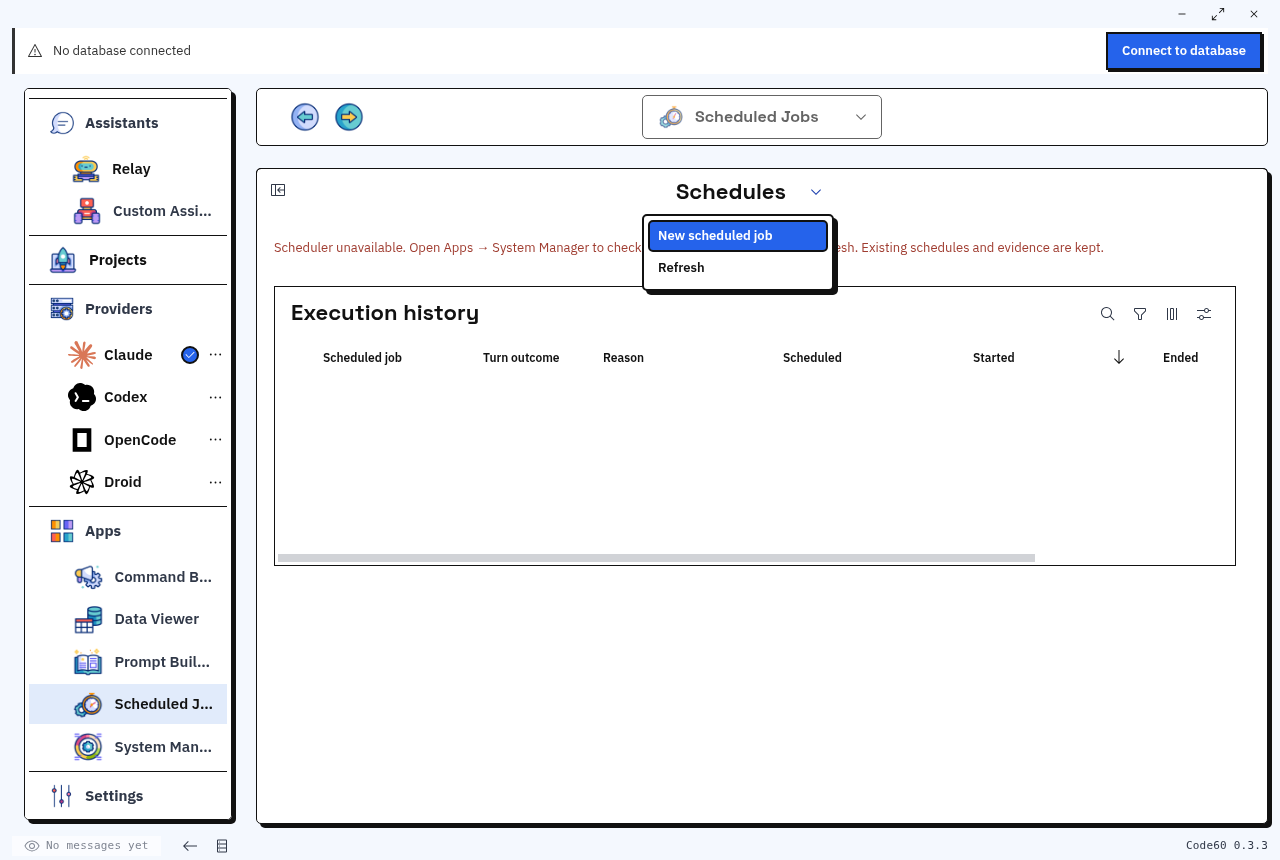 No database connected
Connect to database
Assistants
Relay
Custom Assi...
Projects
Providers
Claude
Codex
OpenCode
Droid
Apps
Command B...
Data Viewer
Prompt Buil...
Scheduled J...
System Man...
Settings
Scheduled Jobs
Schedules
New scheduled job
Refresh
Scheduler unavailable. Open Apps → System Manager to check
esh. Existing schedules and evidence are kept.
Execution history
Scheduled job Turn outcome Reason Scheduled Started Ended
No messages yet
Code60 0.3.3